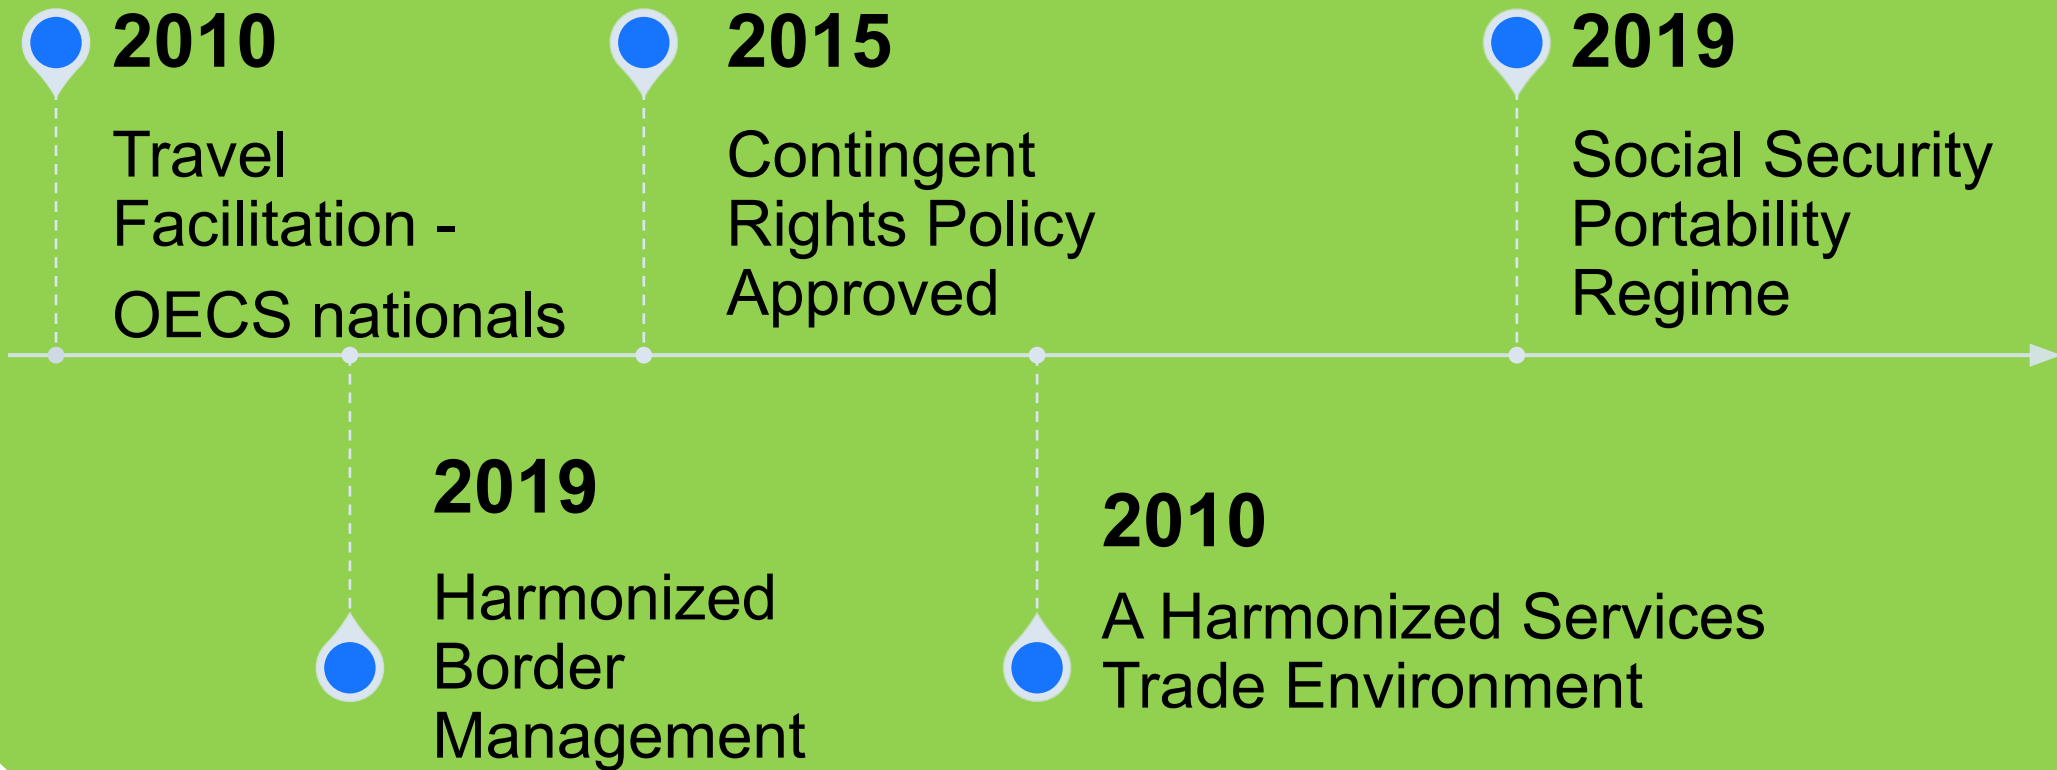 2010
Travel
Facilitation -
OECS nationals
2015
Contingent
Rights Policy
Approved
2019
Social Security
Portability
Regime
2019
Harmonized
Border
Management
2010
A Harmonized Services
Trade Environment